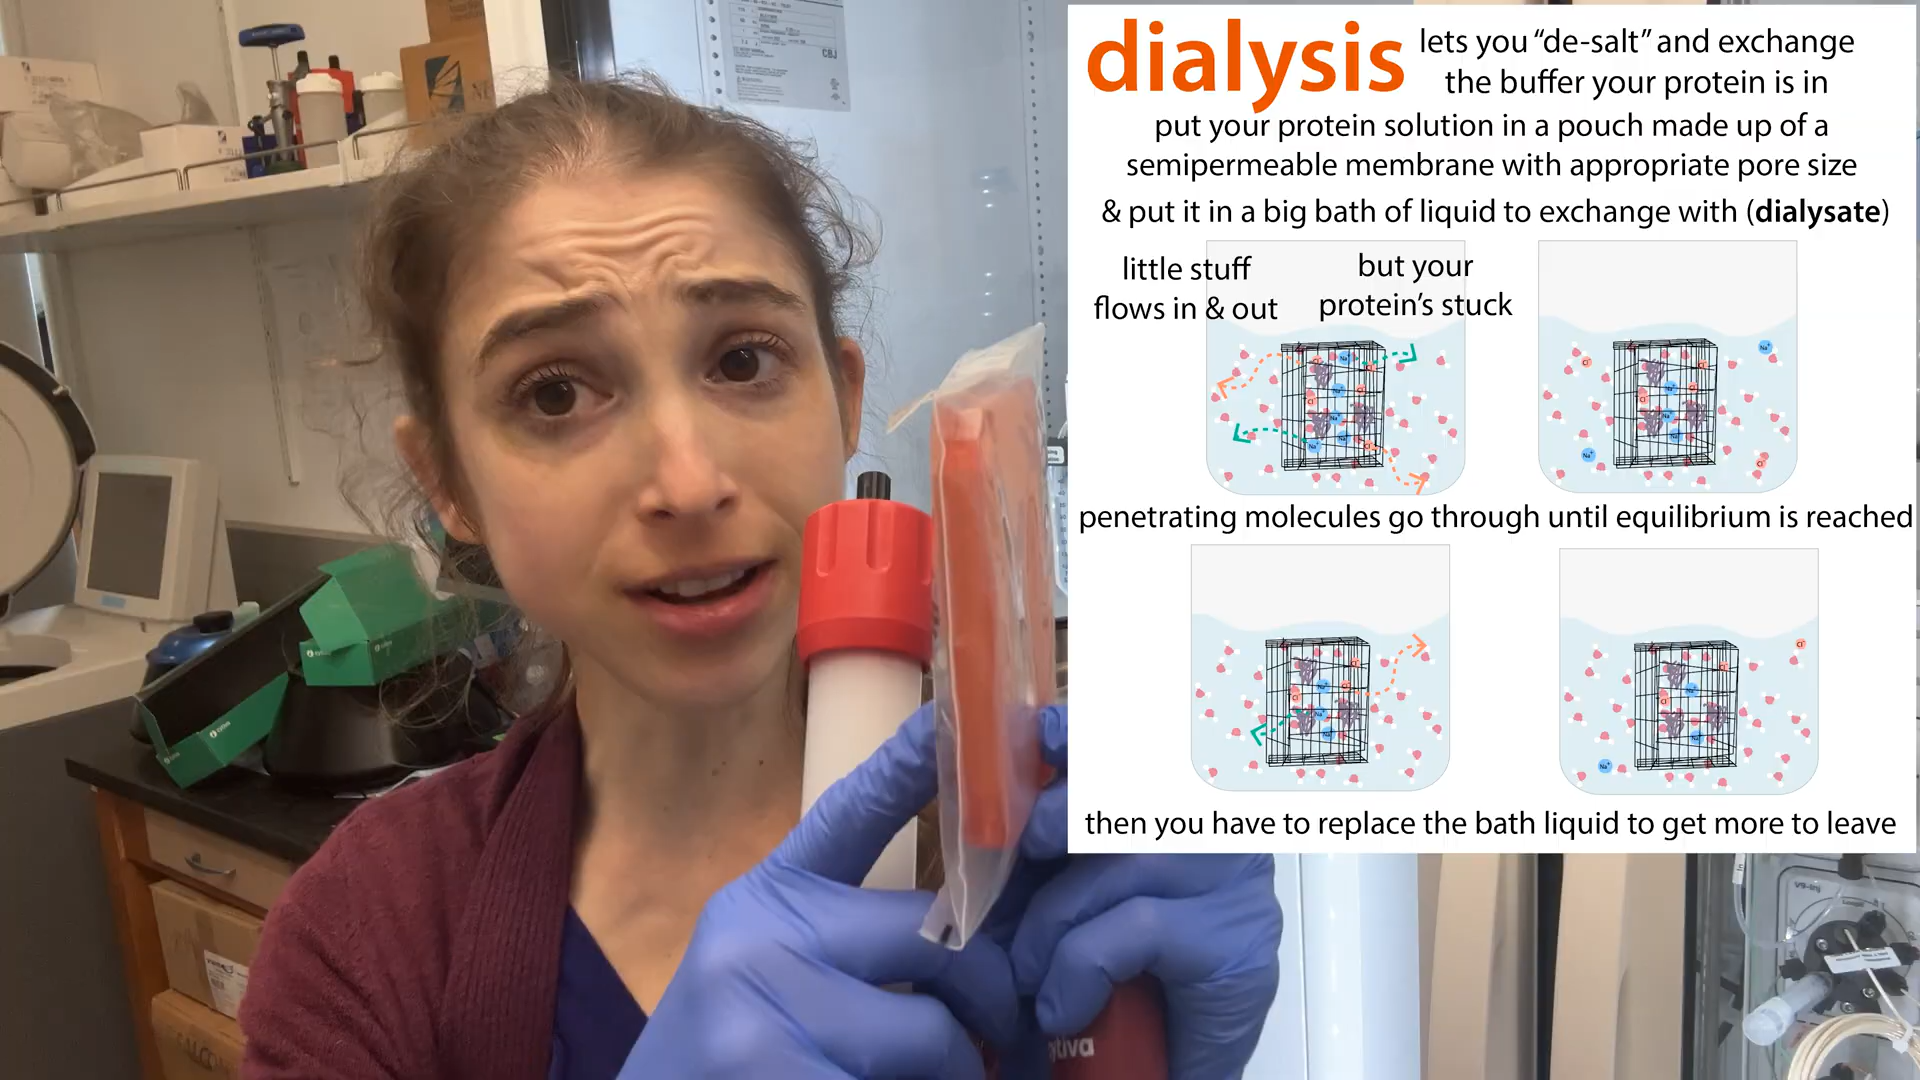 dialysis lets you “de-salt” and exchange
the buffer your protein is in
put your protein solution in a pouch made up of a
semipermeable membrane with appropriate pore size
& put it in a big bath of liquid to exchange with (dialysate)
little stuff
flows in & out
but your
protein’s stuck
penetrating molecules go through until equilibrium is reached
then you have to replace the bath liquid to get more to leave
CBJ